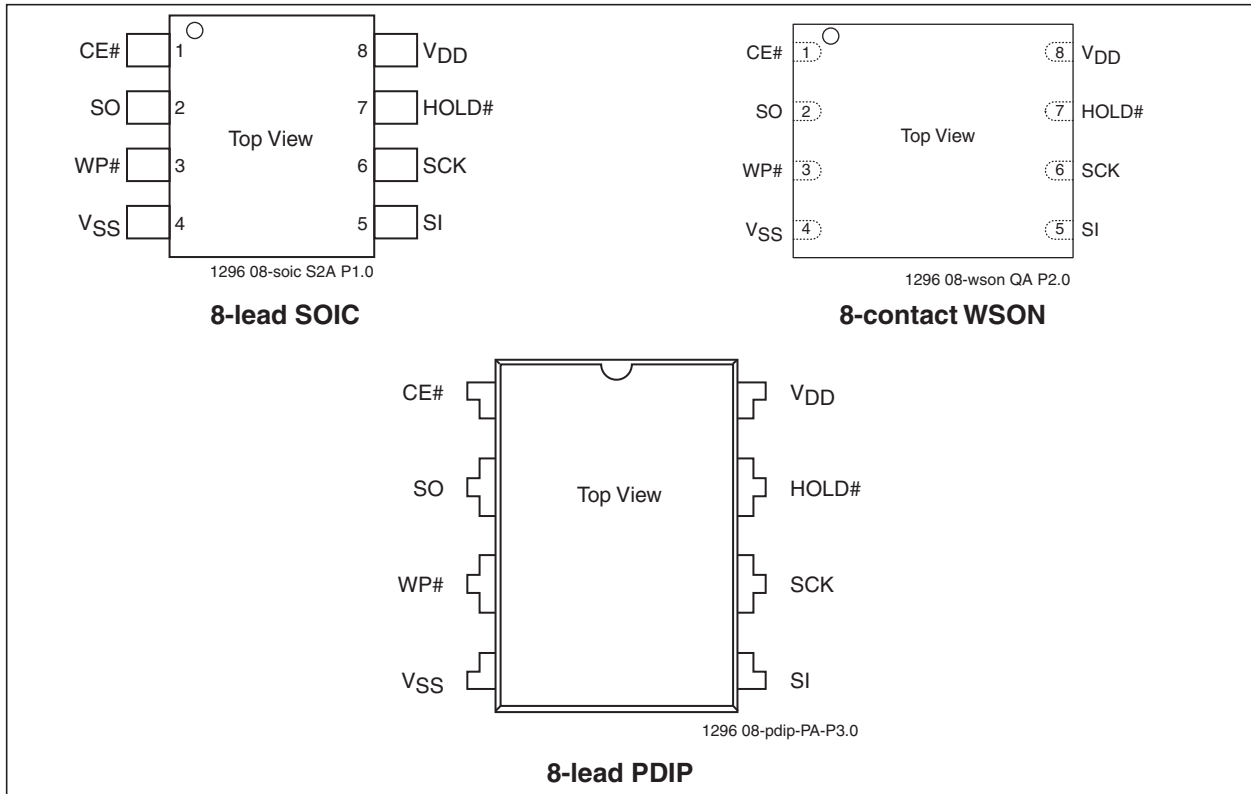 CE# 1 8 VDD
SO 2 7 HOLD#
Top View
WP# 3 6 SCK
VSS 4 5 SI
1296 08-soic S2A P1.0
8-lead SOIC
CE# 1 8 VDD
SO 2 7 HOLD#
Top View
WP# 3 6 SCK
VSS 4 5 SI
1296 08-wson QA P2.0
8-contact WSON
CE# VDD
SO Top View HOLD#
WP# SCK
VSS SI
1296 08-pdip-PA-P3.0
8-lead PDIP